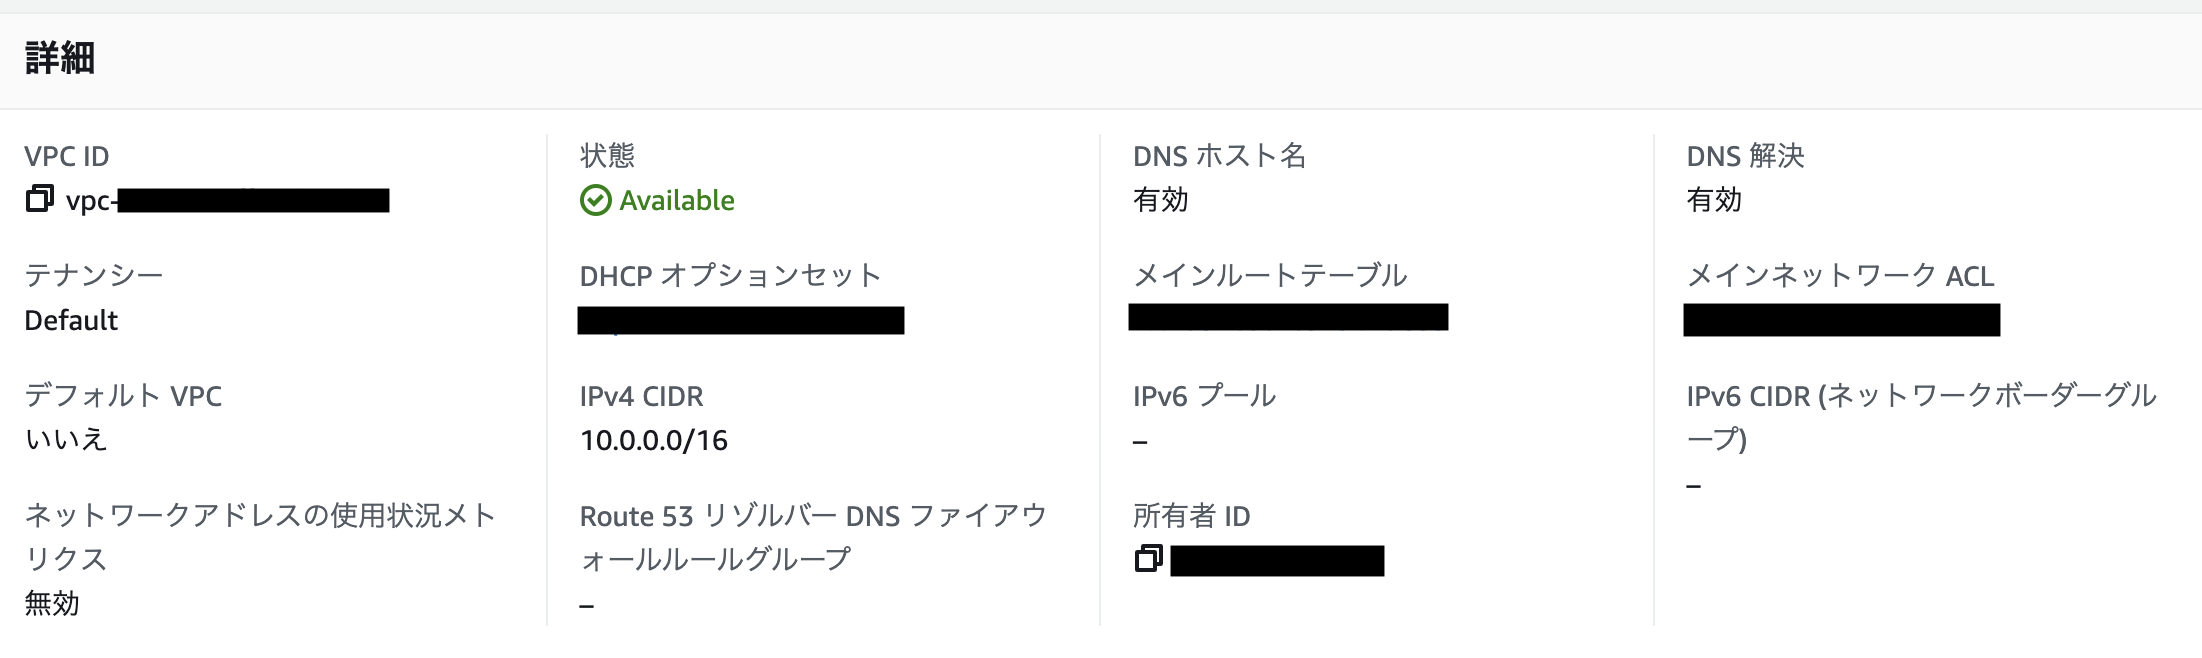 詳細
VPC ID
vpc-
テナンシー
Default
デフォルト VPC
いいえ
ネットワークアドレスの使用状況メト
リクス
無効
状態
Available
DHCP オプションセット
IPv4 CIDR
10.0.0.0/16
Route 53 リゾルバー DNS ファイアウ
ォールルールグループ
–
DNS ホスト名
有効
メインルートテーブル
IPv6 プール
–
所有者 ID
DNS 解決
有効
メインネットワーク ACL
IPv6 CIDR (ネットワークボーダーグル
ープ)
–